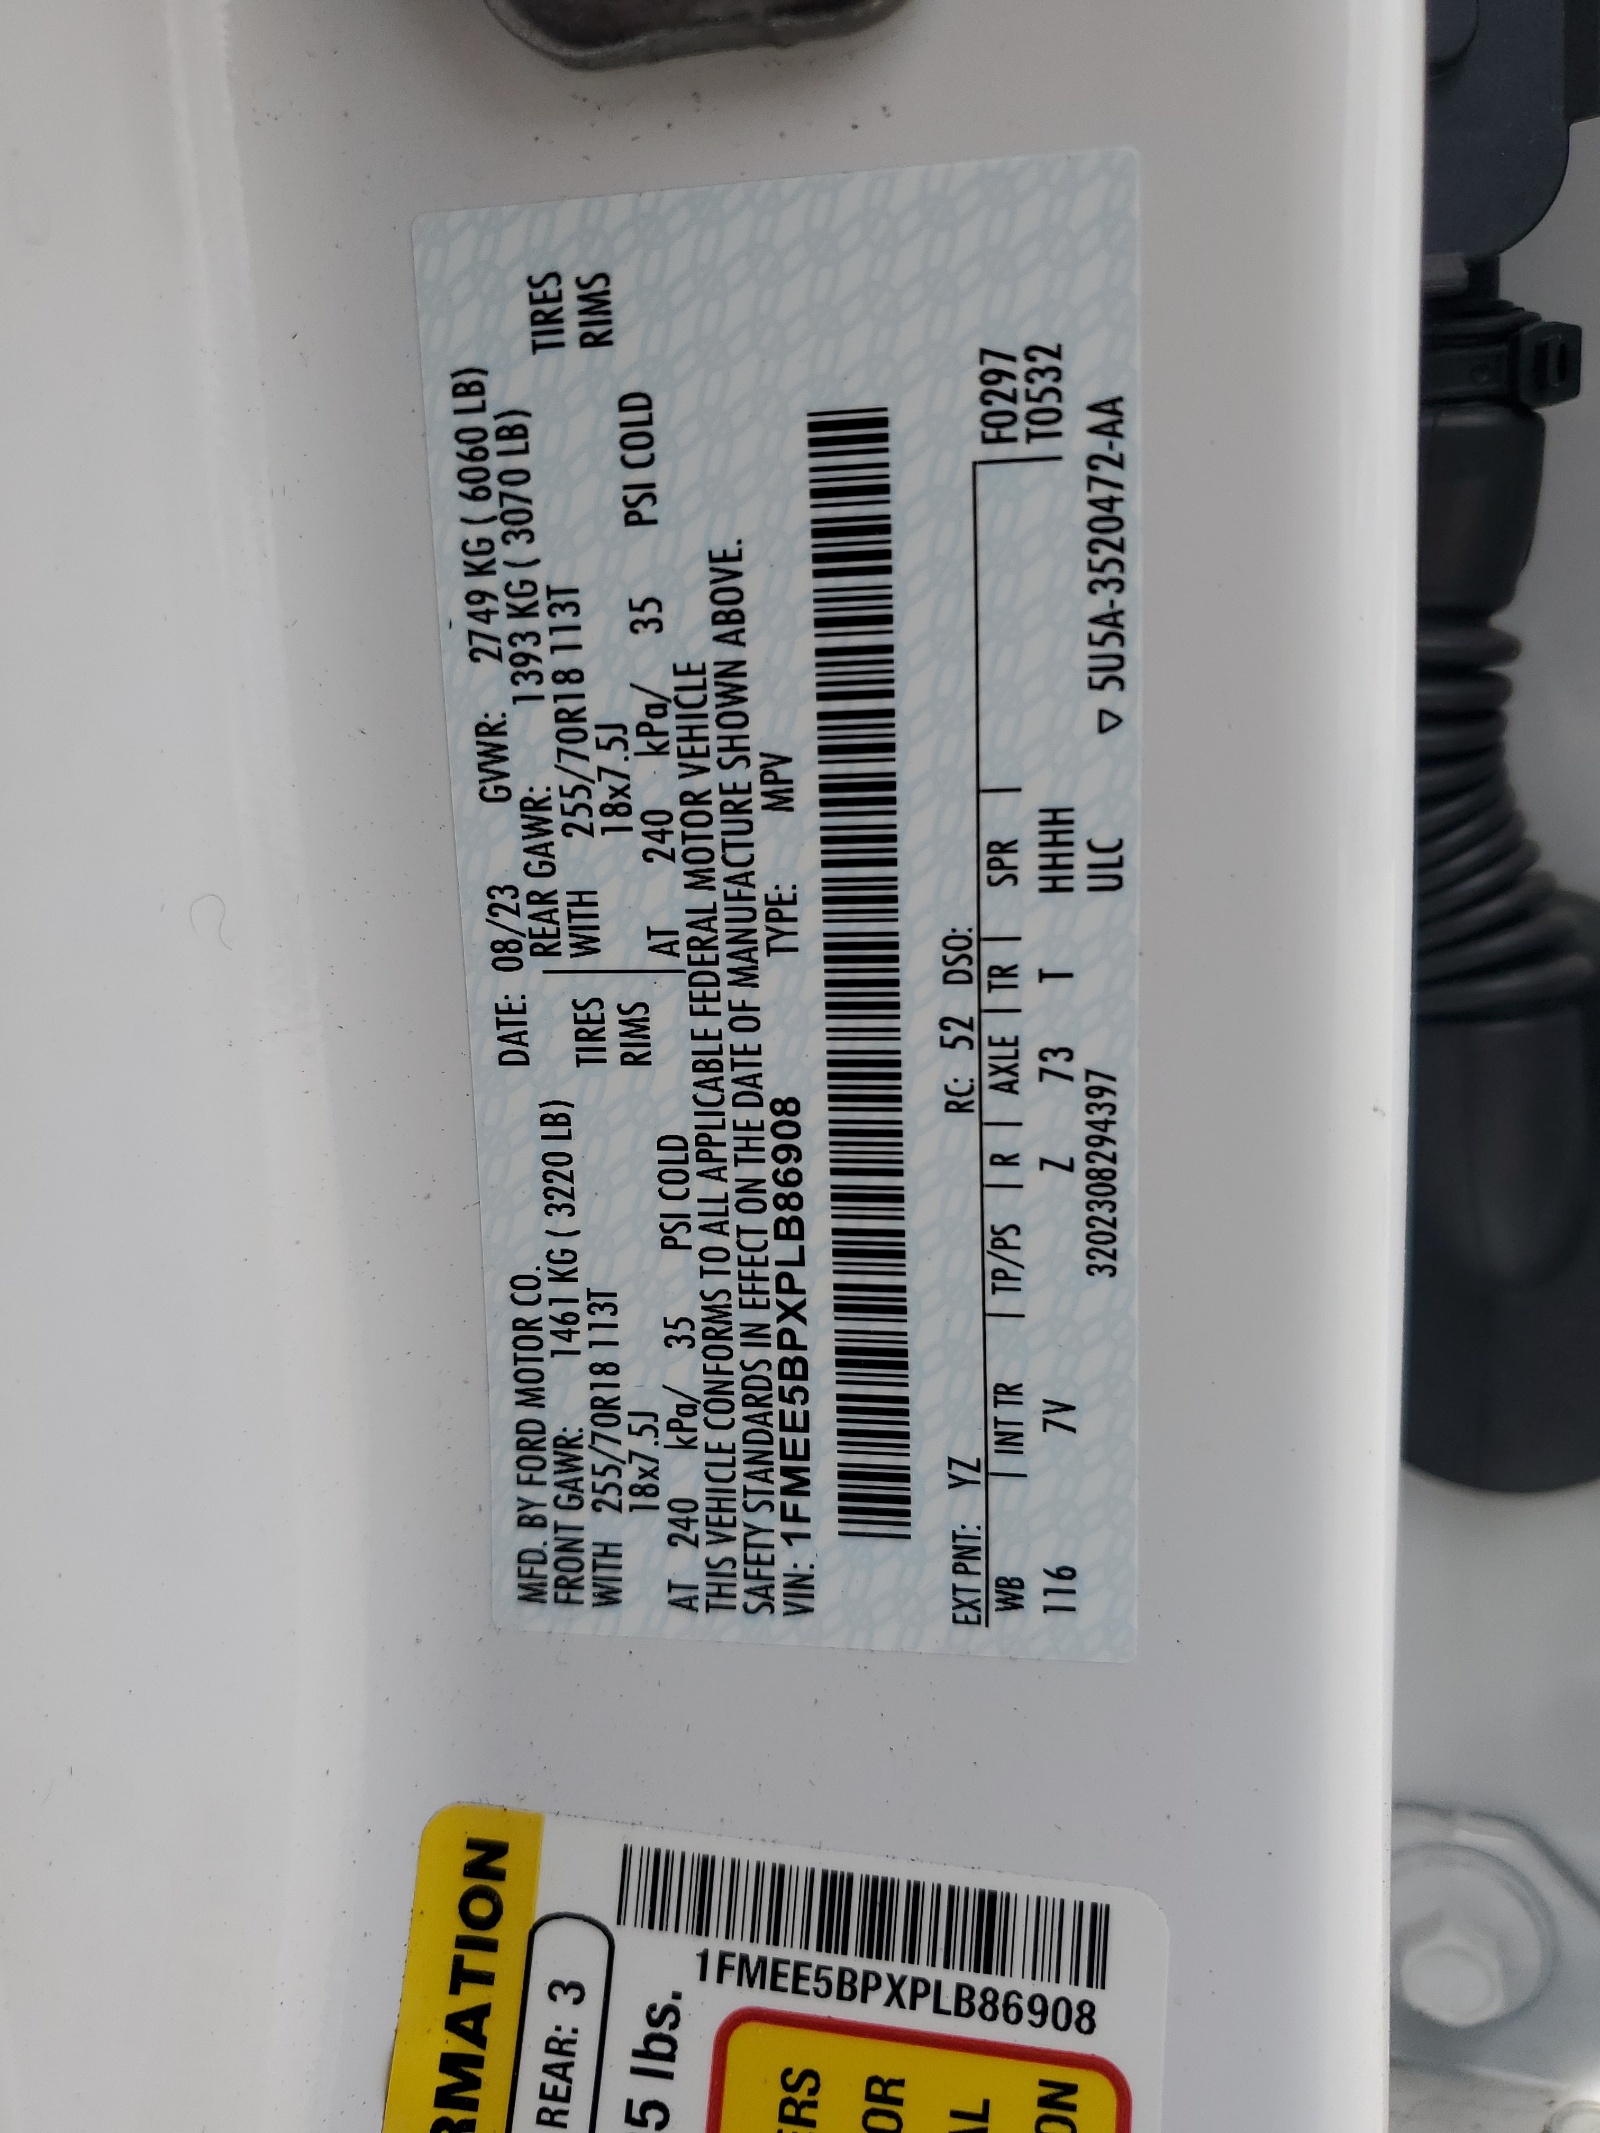 MFD. BY FORD MOTOR CO. DATE: 08/23 GVWR: 2749 KG ( 6060 LB)
FRONT GAWR: 1461 KG ( 3220 LB) REAR GAWR: 1393 KG ( 3070 LB)
WITH 255/70R18 113T TIRES WITH 255/70R18 113T TIRES
18x7.5J RIMS 18x7.5J RIMS
AT 240 kPa/ 35 PSI COLD AT 240 kPa/ 35 PSI COLD
THIS VEHICLE CONFORMS TO ALL APPLICABLE FEDERAL MOTOR VEHICLE
SAFETY STANDARDS IN EFFECT ON THE DATE OF MANUFACTURE SHOWN ABOVE.
VIN: 1FMEE5BPXPLB86908 TYPE: MPV
EXT PNT: YZ RC: 52 DSO:
WB | INT TR | TP/PS | R | AXLE | TR | SPR | F0297
116 7V Z 73 T HHHH T0532
3202308294397 ULC ▽ 5U5A-3520472-AA
RMATION
REAR: 3
5 lbs.
1FMEE5BPXPLB86908
ERS
OR
AL
ON